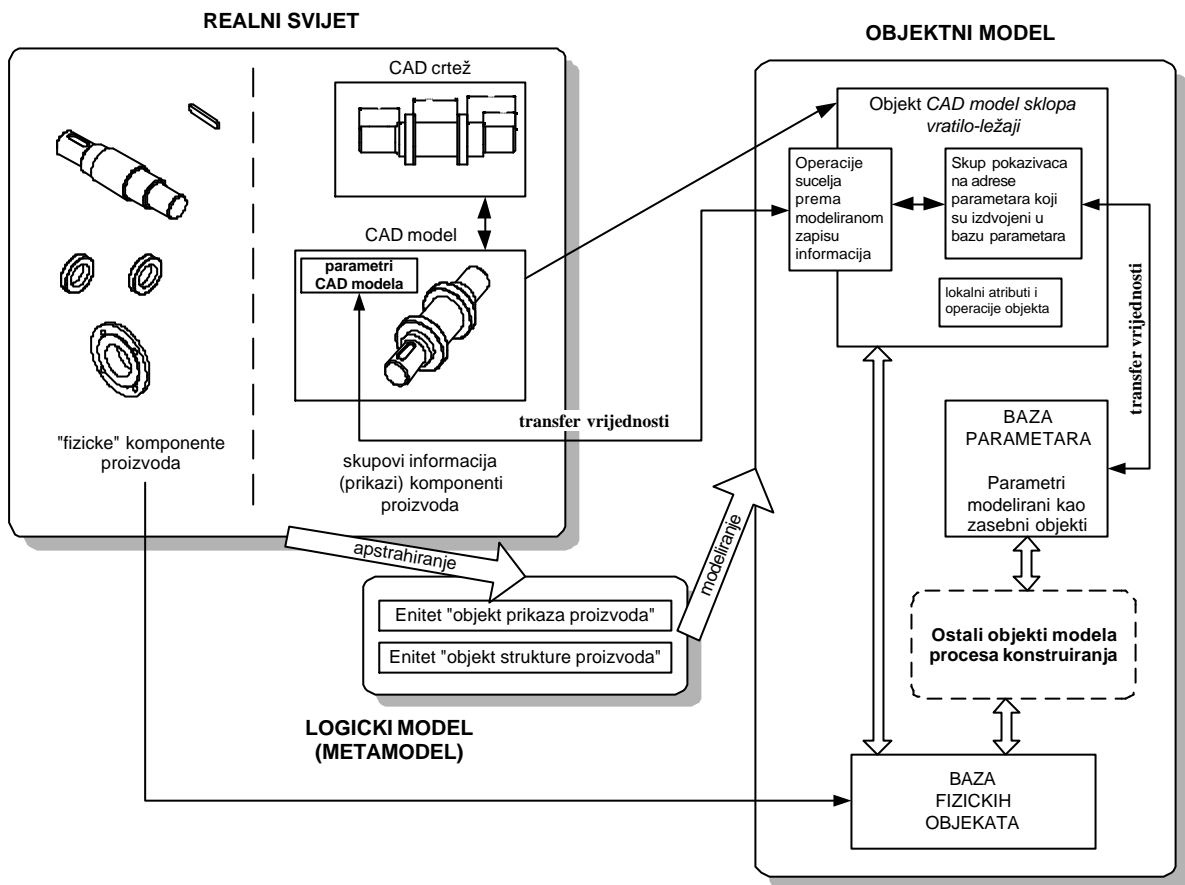 REALNI SVIJET
CAD crtež
CAD model
parametri
CAD modela
"fizicke" komponente
proizvoda
skupovi informacija
(prikazi) komponenti
proizvoda
transfer vrijednosti
apstrahiranje
modeliranje
Enitet "objekt prikaza proizvoda"
Enitet "objekt strukture proizvoda"
LOGICKI MODEL
(METAMODEL)
OBJEKTNI MODEL
Objekt CAD model sklopa
vratilo-ležaji
Operacije
sucelja
prema
modeliranom
zapisu
informacija
Skup pokazivaca
na adrese
parametara koji
su izdvojeni u
bazu parametara
lokalni atributi i
operacije objekta
transfer vrijednosti
BAZA
PARAMETARA
Parametri
modelirani kao
zasebni objekti
Ostali objekti modela
procesa konstruiranja
BAZA
FIZICKIH
OBJEKATA